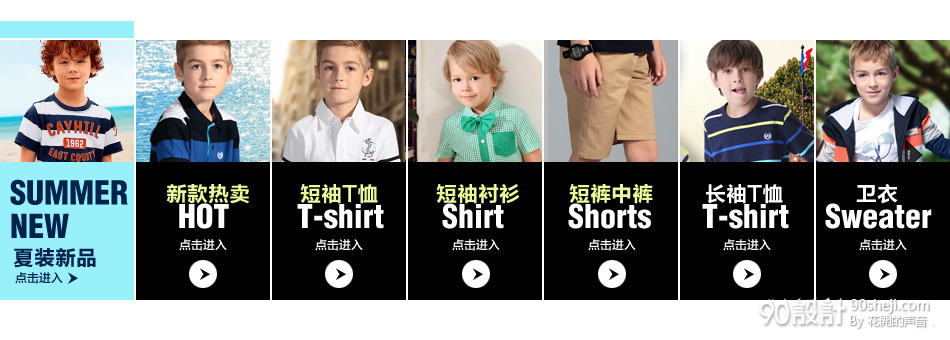 CAYHILL
1962
EAST COUNTY
SUMMER
NEW
夏装新品
点击进入
新款热卖
HOT
点击进入
短袖T恤
T-shirt
点击进入
短袖衬衫
Shirt
点击进入
短裤中裤
Shorts
点击进入
长袖T恤
T-shirt
点击进入
卫衣
Sweater
点击进入
90sheji.com
90設計
By 花開的声音 .